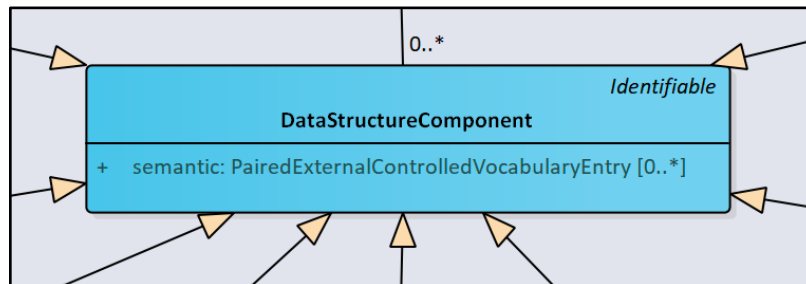 0..*
Identifiable
DataStructureComponent
+ semantic: PairedExternalControlledVocabularyEntry [0..*]